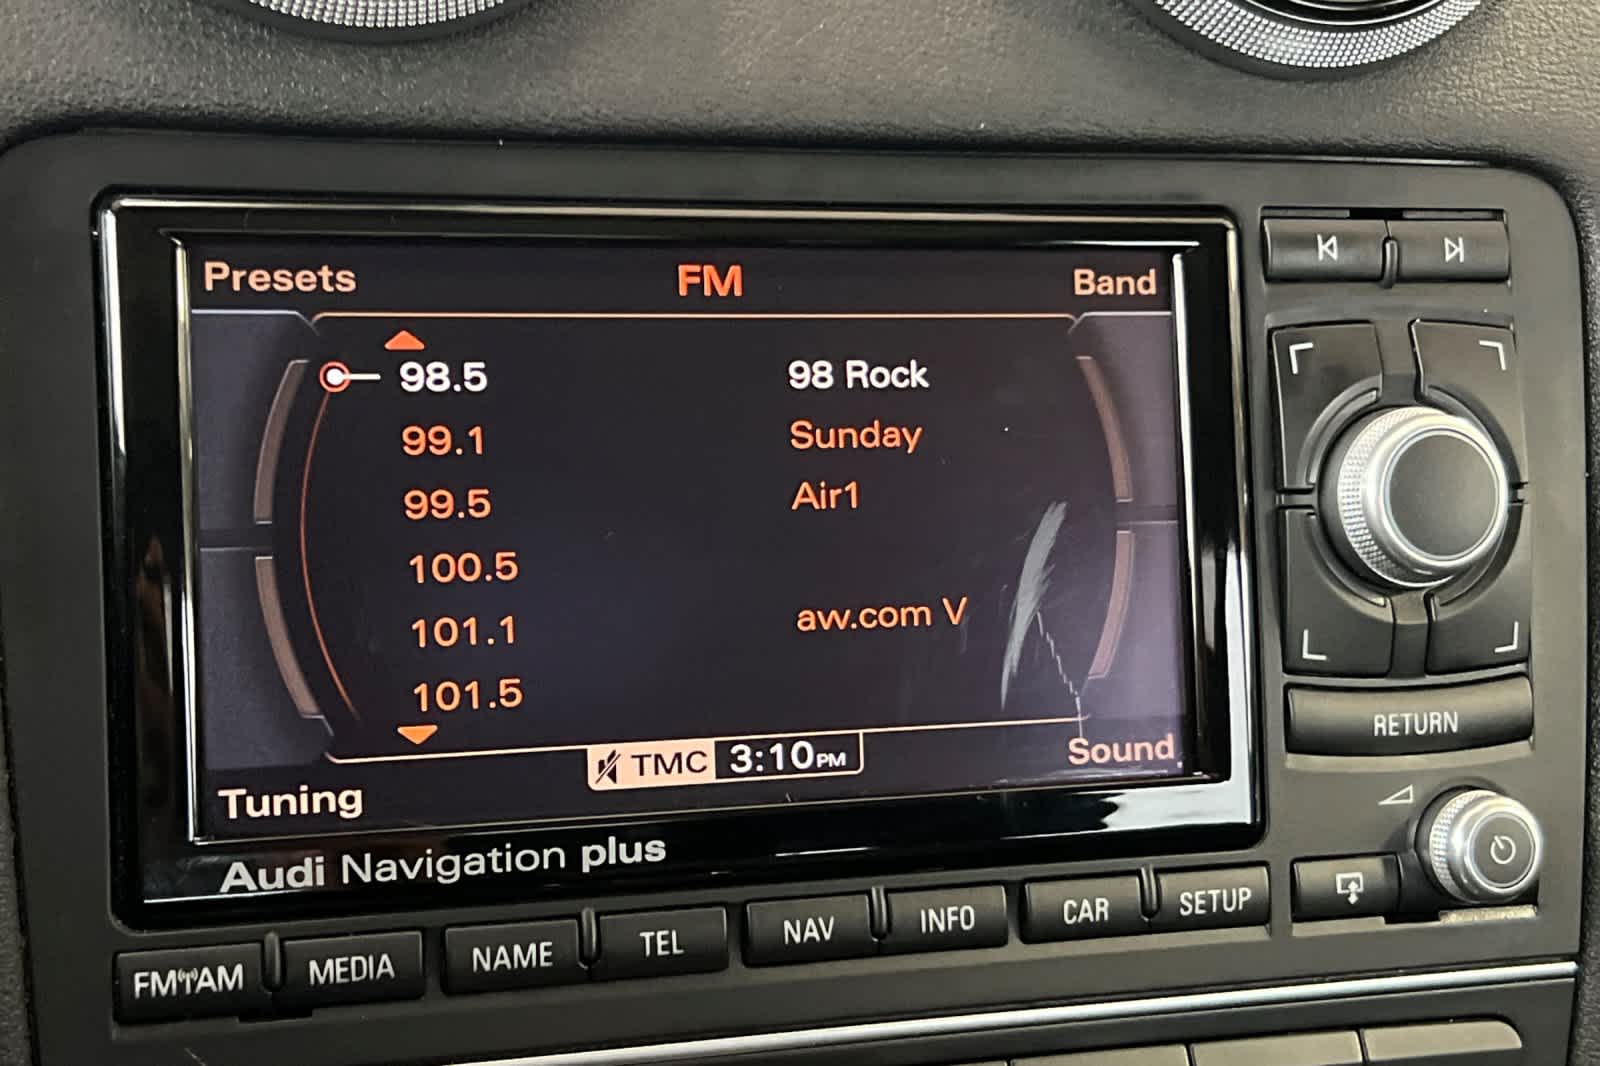 Presets FM Band
98.5 98 Rock
99.1 Sunday
99.5 Air1
100.5
101.1 aw.com V
101.5
TMC 3:10PM
Tuning Sound
Audi Navigation plus
RETURN
FM AM MEDIA NAME TEL NAV INFO CAR SETUP